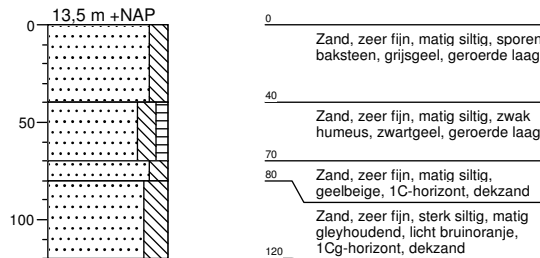 13,5 m +NAP
0
50
100
0
Zand, zeer fijn, matig siltig, sporen
baksteen, grijsgeel, geroerde laag
40
Zand, zeer fijn, matig siltig, zwak
humeus, zwartgeel, geroerde laag
70
Zand, zeer fijn, matig siltig,
geelbeige, 1C-horizont, dekzand
80
Zand, zeer fijn, sterk siltig, matig
gleyhoudend, licht bruinoranje,
1Cg-horizont, dekzand
120